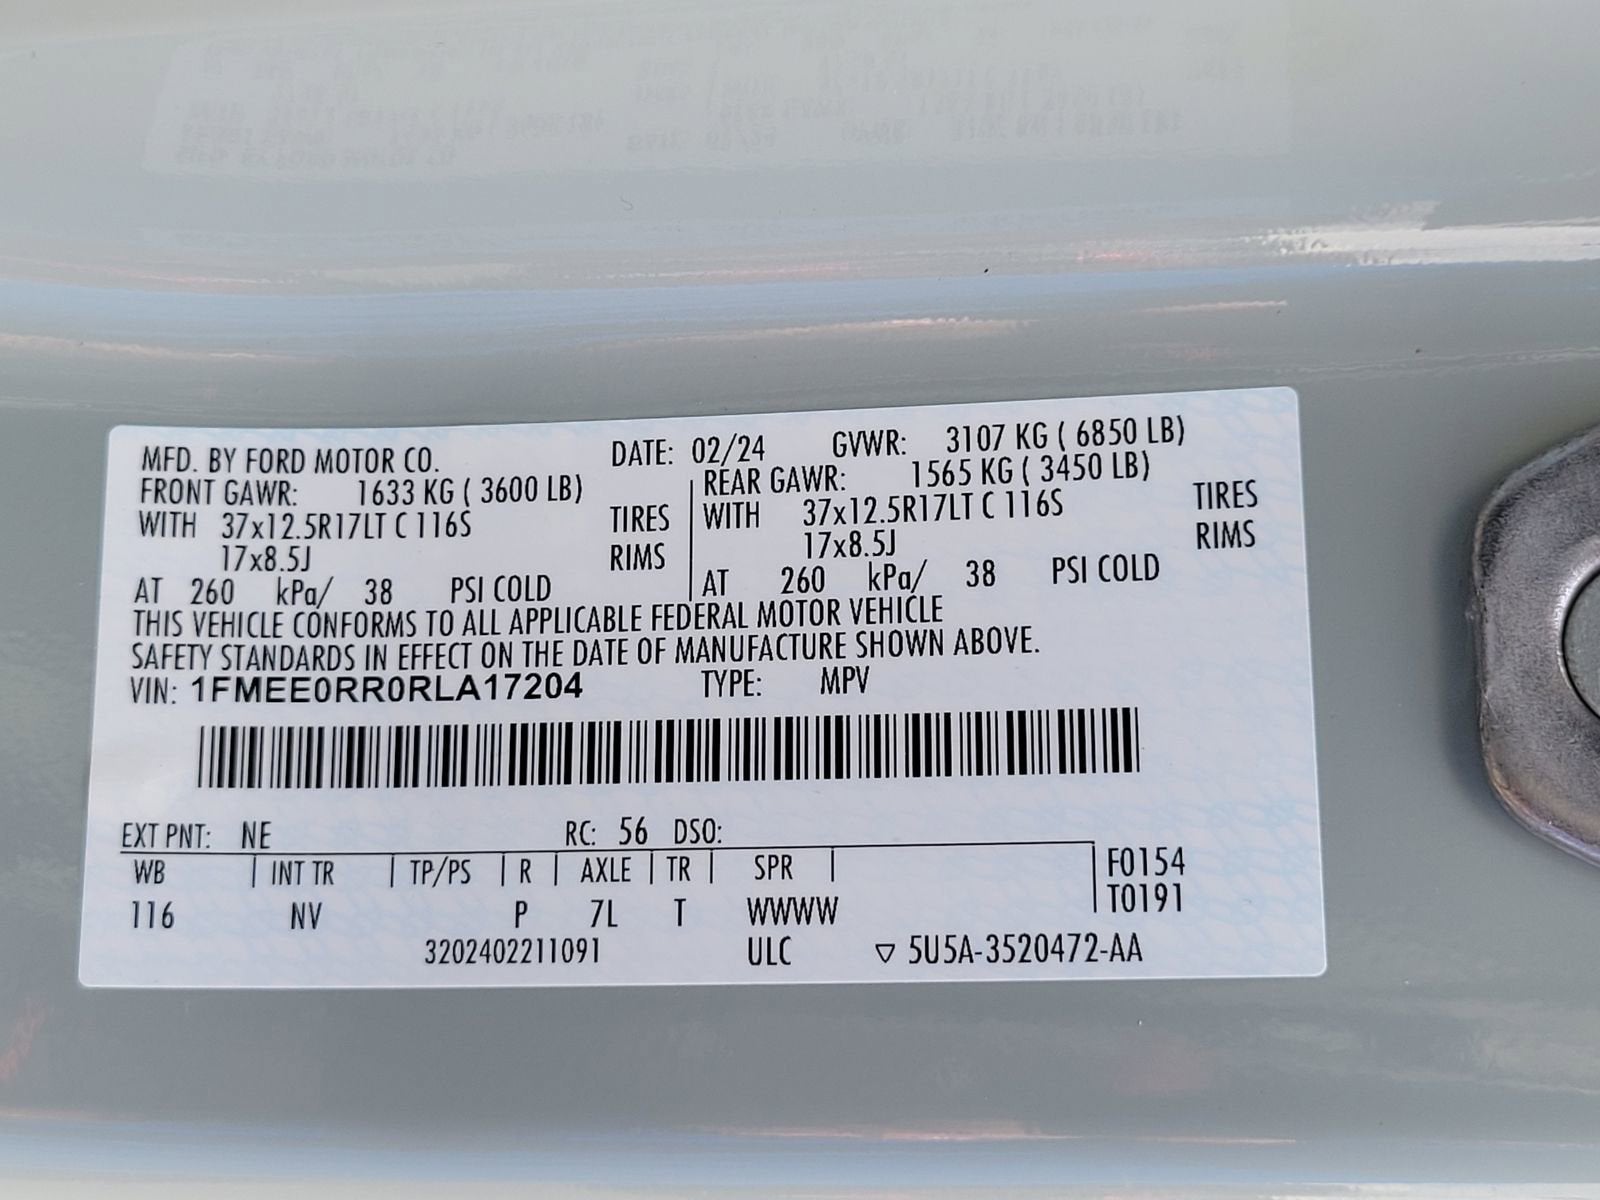 MFD. BY FORD MOTOR CO. DATE: 02/24 GVWR: 3107 KG ( 6850 LB)
FRONT GAWR: 1633 KG ( 3600 LB) REAR GAWR: 1565 KG ( 3450 LB)
WITH 37x12.5R17LT C 116S TIRES WITH 37x12.5R17LT C 116S TIRES
17x8.5J RIMS 17x8.5J RIMS
AT 260 kPa/ 38 PSI COLD AT 260 kPa/ 38 PSI COLD
THIS VEHICLE CONFORMS TO ALL APPLICABLE FEDERAL MOTOR VEHICLE
SAFETY STANDARDS IN EFFECT ON THE DATE OF MANUFACTURE SHOWN ABOVE.
VIN: 1FMEE0RR0RLA17204 TYPE: MPV
EXT PNT: NE RC: 56 DSO:
WB INT TR TP/PS R AXLE TR SPR F0154
116 NV P 7L T WWWW T0191
3202402211091 ULC ▽ 5U5A-3520472-AA